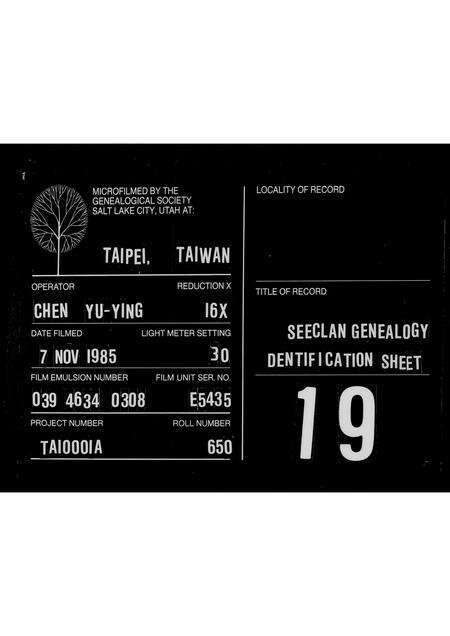 1
MICROFILMED BY THE
GENEALOGICAL SOCIETY
SALT LAKE CITY, UTAH AT:
TAIPEI, TAIWAN
OPERATOR REDUCTION X
CHEN YU-YING 16X
DATE FILMED LIGHT METER SETTING
7 NOV 1985 30
FILM EMULSION NUMBER FILM UNIT SER. NO.
039 4634 0308 E5435
PROJECT NUMBER ROLL NUMBER
TAI0001A 650
LOCALITY OF RECORD
TITLE OF RECORD
SEECLAN GENEALOGY
DENTIFICATION SHEET
19